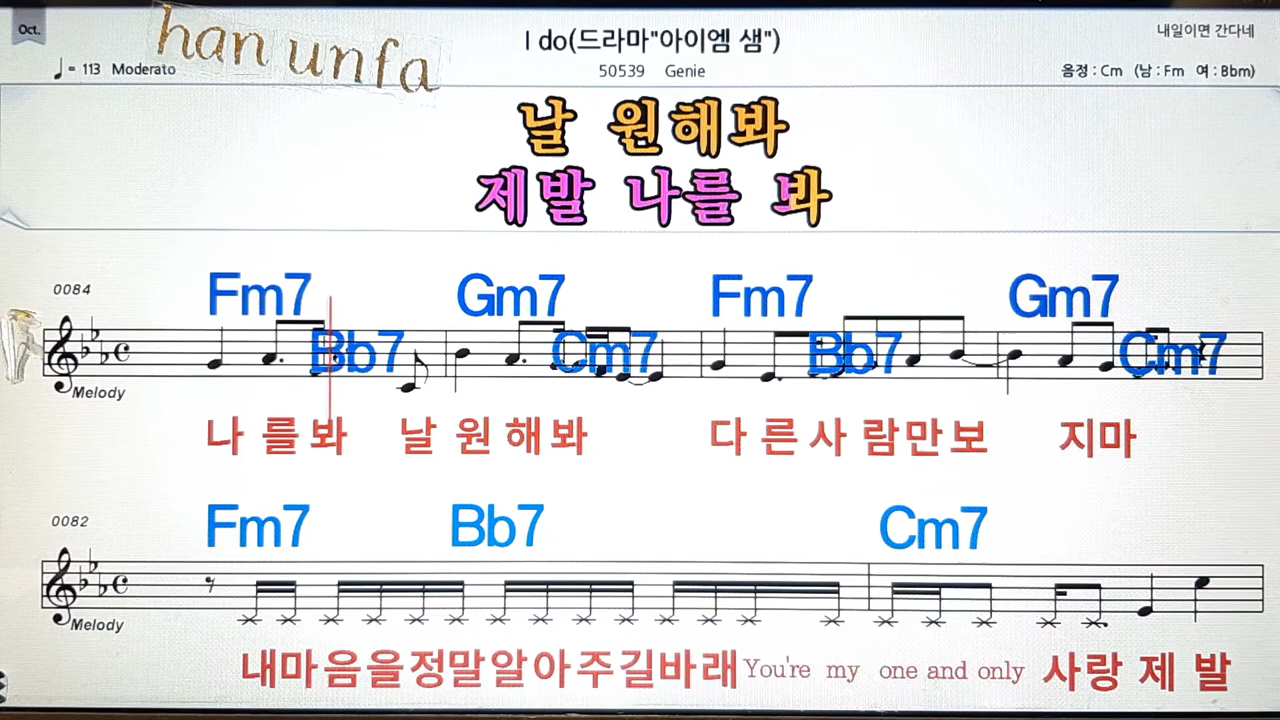 Oct.
han unfa
I do(드라마"아이엠 샘")
내일이면 간다네
♩= 113 Moderato
50539 Genie
음정 : Cm (남 : Fm 여 : Bbm)
날 원해봐
제발 나를 봐
0084
Fm7 Bb7 Gm7 Cm7 Fm7 Bb7 Gm7 Cm7
Melody
나 를 봐 날 원 해 봐 다 른 사 람 만 보 지 마
0082
Fm7 Bb7 Cm7
Melody
내 마 음 을 정 말 알 아 주 길 바 래 You're my one and only 사 랑 제 발